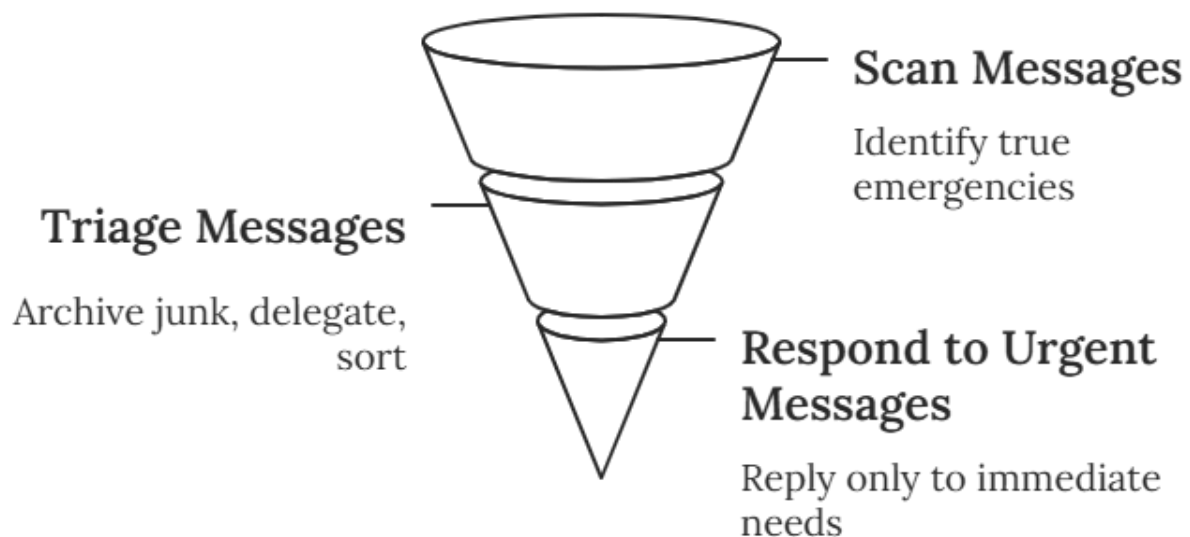 Scan Messages
Identify true
emergencies
Triage Messages
Archive junk, delegate,
sort
Respond to Urgent
Messages
Reply only to immediate
needs